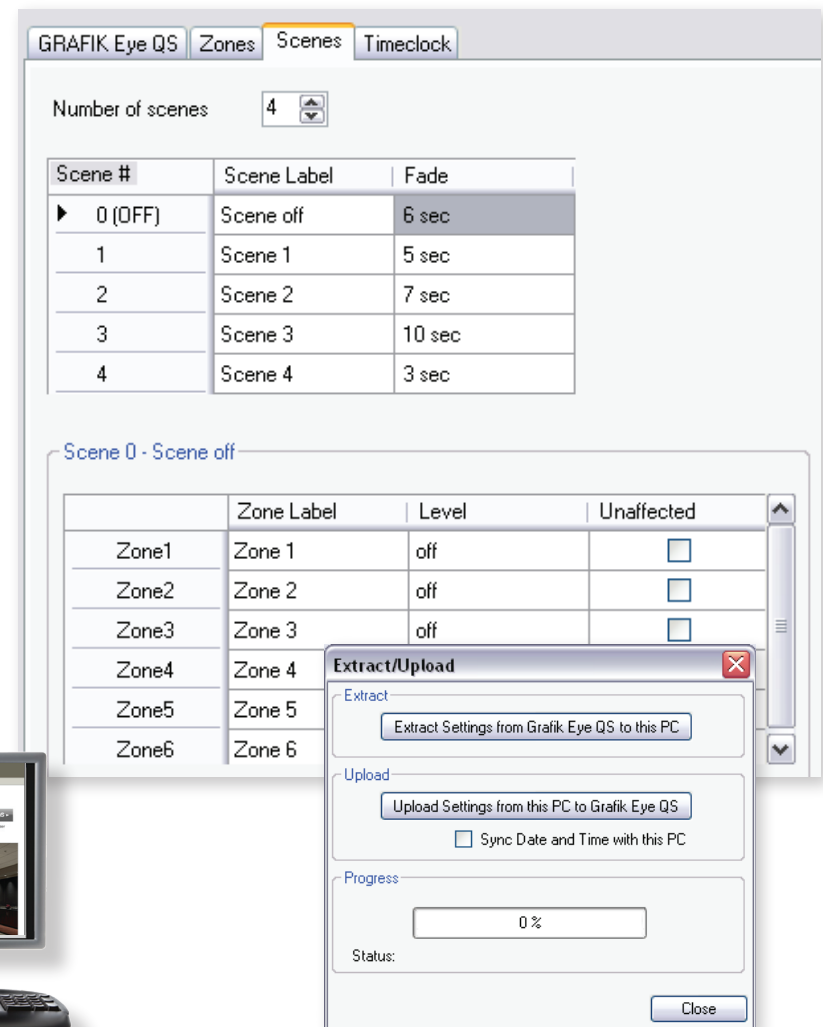 GRAFIK Eye QS Zones Scenes Timeclock
Number of scenes 4
Scene # Scene Label Fade
0 (OFF) Scene off 6 sec
1 Scene 1 5 sec
2 Scene 2 7 sec
3 Scene 3 10 sec
4 Scene 4 3 sec
Scene 0 - Scene off
Zone Label Level Unaffected
Zone1 Zone 1 off
Zone2 Zone 2 off
Zone3 Zone 3 off
Zone4 Zone 4
Zone5 Zone 5
Zone6 Zone 6
Extract/Upload
Extract
Extract Settings from Grafik Eye QS to this PC
Upload
Upload Settings from this PC to Grafik Eye QS
Sync Date and Time with this PC
Progress
0 %
Status:
Close